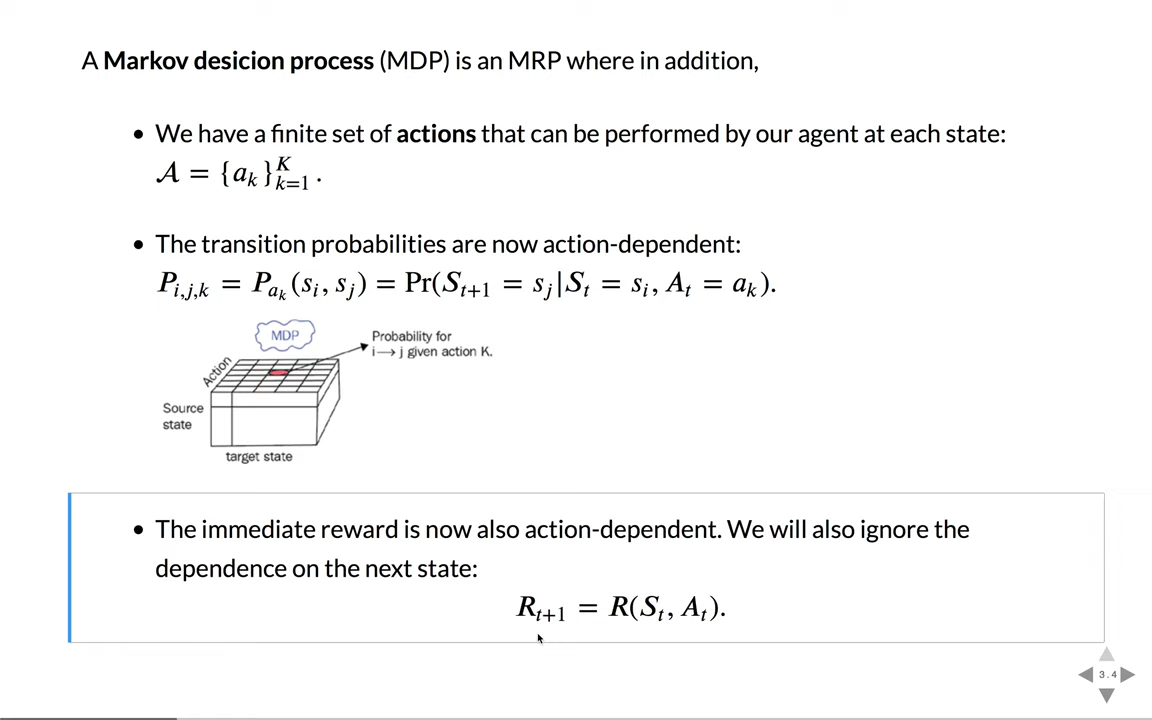 A Markov desicion process (MDP) is an MRP where in addition,
• We have a finite set of actions that can be performed by our agent at each state:
𝒜 = {a_k}_{k=1}^K .
• The transition probabilities are now action-dependent:
P_{i,j,k} = P_{a_k}(s_i, s_j) = Pr(S_{t+1} = s_j|S_t = s_i, A_t = a_k).
MDP
Probability for
i→j given action K.
Action
Source
state
target state
• The immediate reward is now also action-dependent. We will also ignore the
dependence on the next state:
R_{t+1} = R(S_t, A_t).
3.4